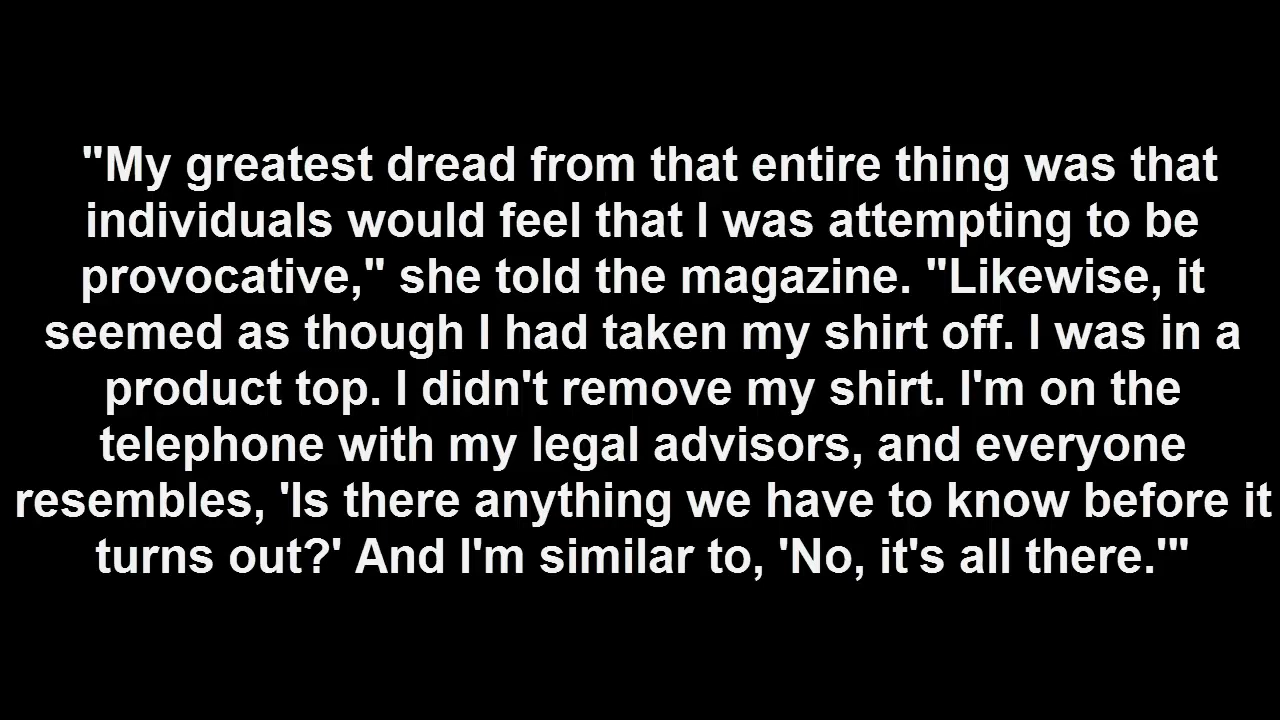 "My greatest dread from that entire thing was that
individuals would feel that I was attempting to be
provocative," she told the magazine. "Likewise, it
seemed as though I had taken my shirt off. I was in a
product top. I didn't remove my shirt. I'm on the
telephone with my legal advisors, and everyone
resembles, 'Is there anything we have to know before it
turns out?' And I'm similar to, 'No, it's all there.'"